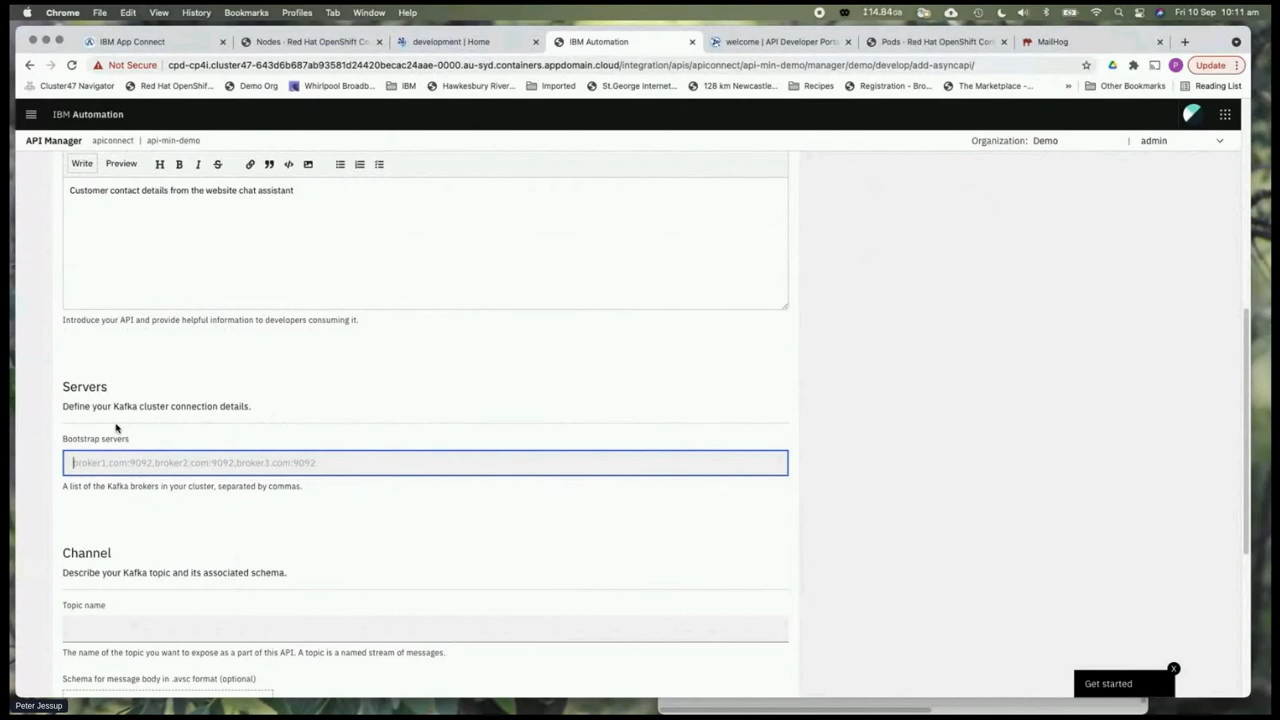 Chrome File Edit View History Bookmarks Profiles Tab Window Help 114.84GB Fri 10 Sep 10:11 am
IBM App Connect Nodes · Red Hat OpenShift Co development | Home IBM Automation welcome | API Developer Porta Pods · Red Hat OpenShift Con MailHog
Not Secure cpd-cp4i.cluster47-643d6b687ab93581d24420becac24aae-0000.au-syd.containers.appdomain.cloud/integration/apis/apiconnect/api-min-demo/manager/demo/develop/add-asyncapi/ P Update
Cluster47 Navigator Red Hat OpenShif... Demo Org Whirlpool Broadb... IBM Hawkesbury River... Imported St.George Internet... 128 km Newcastle... Recipes Registration - Bro... The Marketplace -... » Other Bookmarks Reading List
IBM Automation
API Manager apiconnect | api-min-demo Organization: Demo | admin
Write Preview H B I S
Customer contact details from the website chat assistant
Introduce your API and provide helpful information to developers consuming it.
Servers
Define your Kafka cluster connection details.
Bootstrap servers
broker1.com:9092,broker2.com:9092,broker3.com:9092
A list of the Kafka brokers in your cluster, separated by commas.
Channel
Describe your Kafka topic and its associated schema.
Topic name
The name of the topic you want to expose as a part of this API. A topic is a named stream of messages.
Schema for message body in .avsc format (optional)
X
Get started
Peter Jessup